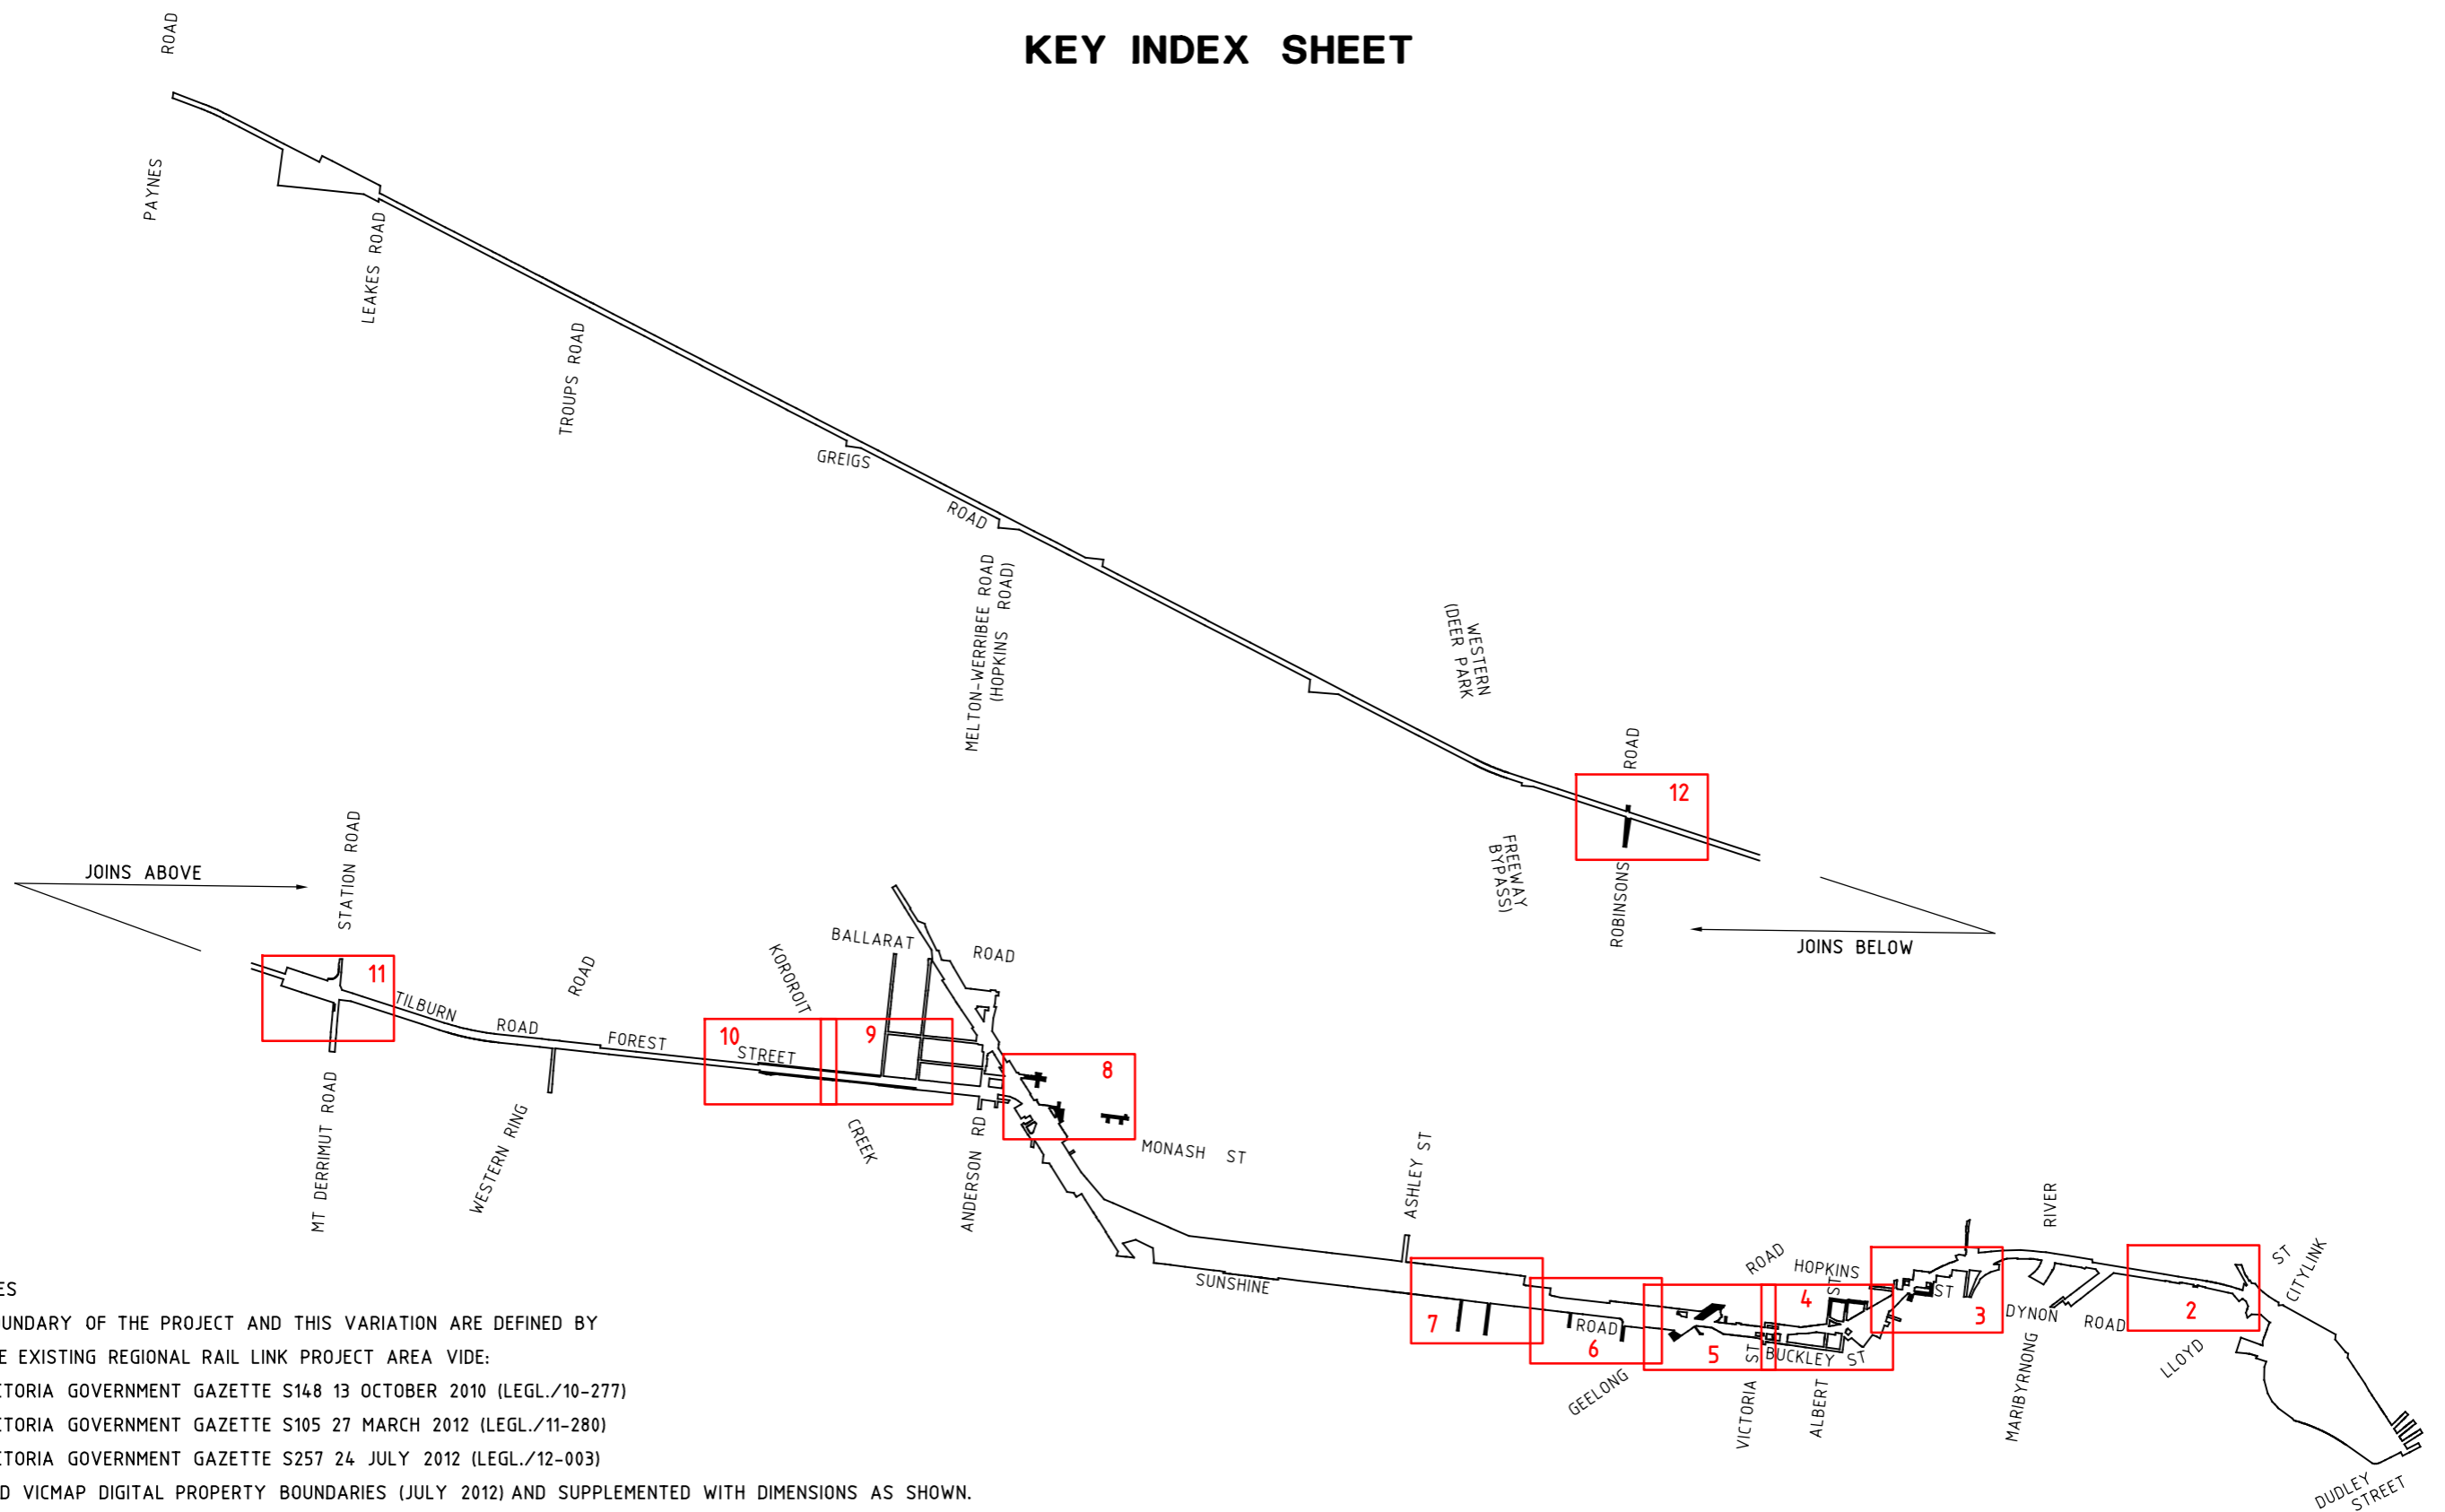 KEY INDEX SHEET
ROAD
PAYNES
LEAKES ROAD
TROUPS ROAD
GREIGS
ROAD
MELTON-WERRIBEE ROAD
(HOPKINS ROAD)
WESTERN
(DEER PARK
ROAD
12
FREEWAY
BYPASS)
ROBINSONS
JOINS BELOW
JOINS ABOVE
STATION ROAD
11
TILBURN
ROAD
ROAD
FOREST
MT DERRIMUT ROAD
WESTERN RING
10
STREET
KOROROIT
9
BALLARAT
ROAD
CREEK
ANDERSON RD
8
MONASH ST
ASHLEY ST
SUNSHINE
7
ROAD
6
GEELONG
5
ROAD
HOPKINS
ST
4
ST
BUCKLEY ST
VICTORIA
ALBERT
ST
3
RIVER
DYNON
ROAD
MARIBYRNONG
2
LLOYD
ST
CITYLINK
DUDLEY
STREET
ES
UNDARY OF THE PROJECT AND THIS VARIATION ARE DEFINED BY
E EXISTING REGIONAL RAIL LINK PROJECT AREA VIDE:
TORIA GOVERNMENT GAZETTE S148 13 OCTOBER 2010 (LEGL./10-277)
TORIA GOVERNMENT GAZETTE S105 27 MARCH 2012 (LEGL./11-280)
TORIA GOVERNMENT GAZETTE S257 24 JULY 2012 (LEGL./12-003)
D VICMAP DIGITAL PROPERTY BOUNDARIES (JULY 2012) AND SUPPLEMENTED WITH DIMENSIONS AS SHOWN.